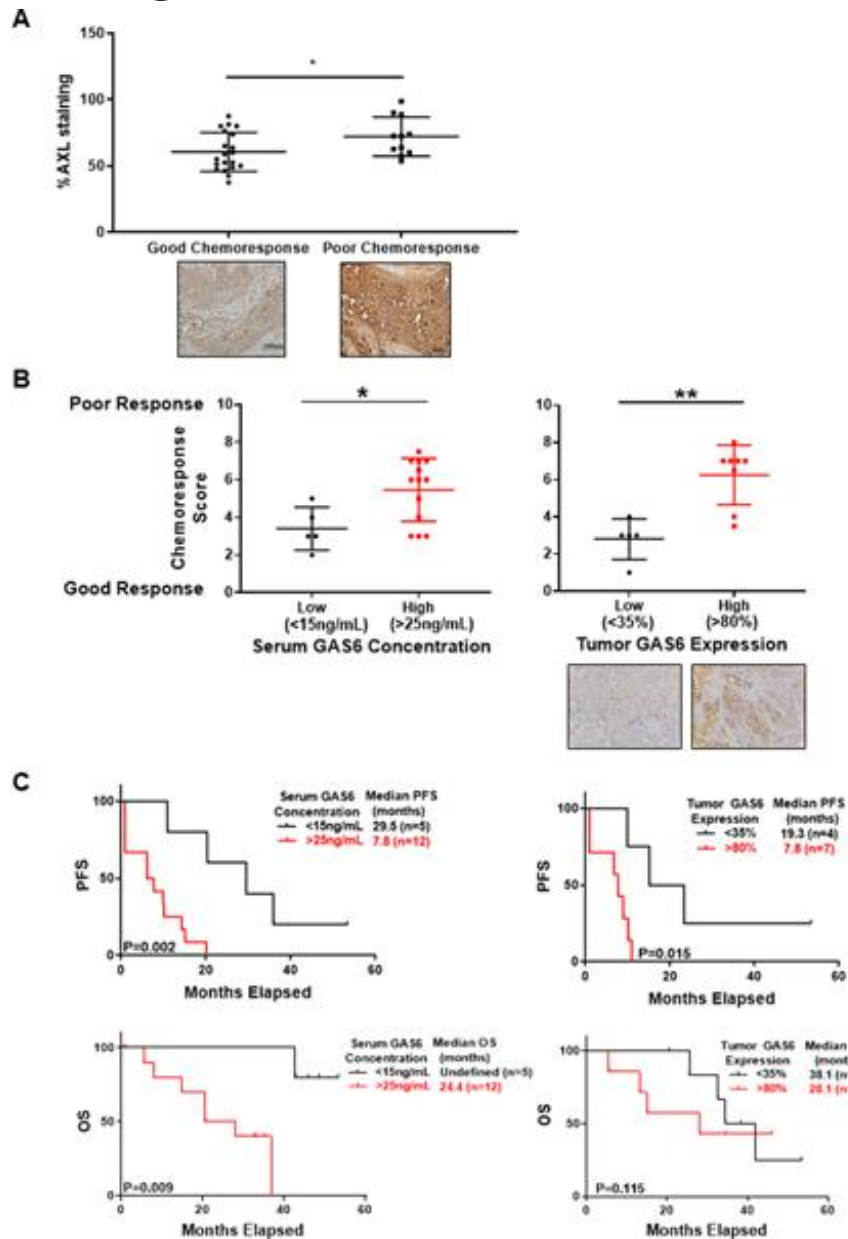 A
150
*
100
%AXL staining
50
0
Good Chemoresponse Poor Chemoresponse
B
Poor Response
10
8
6
4
2
0
Chemoresponse
Score
*
Good Response
Low
(<15ng/mL)
High
(>25ng/mL)
Serum GAS6 Concentration
10
8
6
4
2
0
**
Low
(<35%)
High
(>80%)
Tumor GAS6 Expression
C
Serum GAS6 Median PFS
Concentration (months)
<15ng/mL 29.5 (n=5)
>25ng/mL 7.8 (n=12)
100
50
0
PFS
P=0.002
0 20 40 60
Months Elapsed
Tumor GAS6 Median PFS
Expression (months)
<35% 19.3 (n=4)
>80% 7.8 (n=7)
100
50
0
PFS
P=0.015
0 20 40 60
Months Elapsed
Serum GAS6 Median OS
Concentration (months)
<15ng/mL Undefined (n=5)
>25ng/mL 24.4 (n=12)
100
50
0
OS
P=0.009
0 20 40 60
Months Elapsed
Tumor GAS6 Median
Expression (mon
<35% 38.1 (n
>80% 28.1 (n
100
50
0
OS
P=0.115
0 20 40 60
Months Elapsed